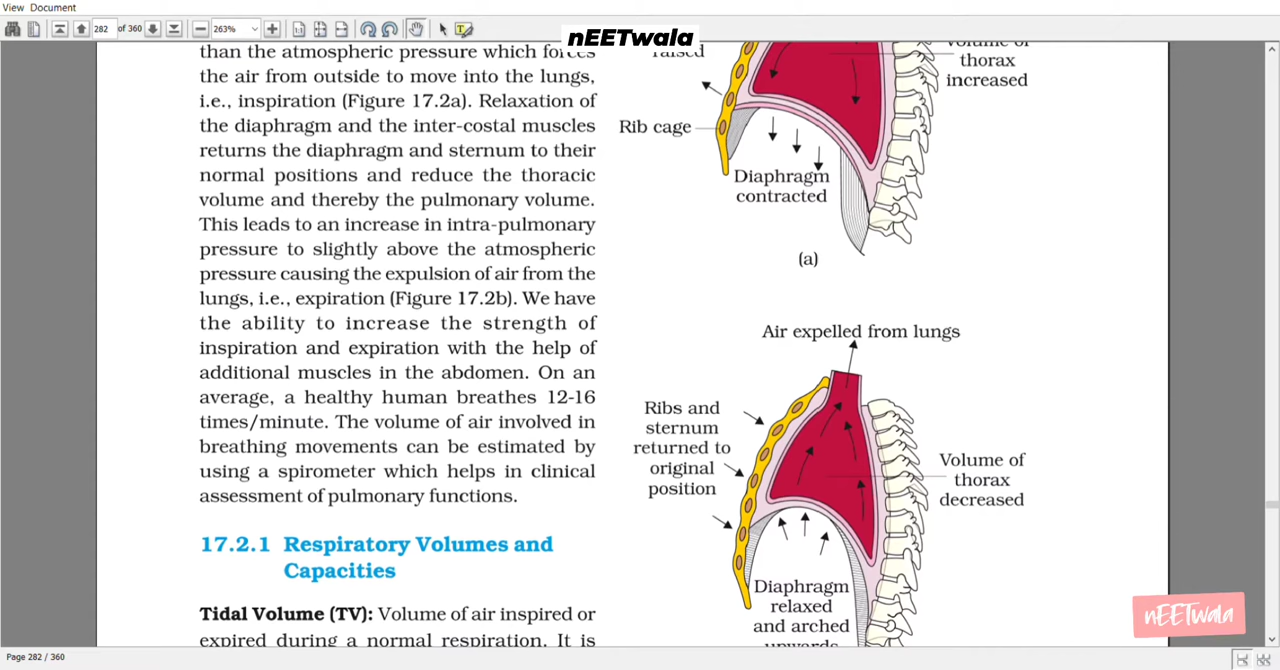 View Document
282 of 360
263%
nEETwala
than the atmospheric pressure which forces
the air from outside to move into the lungs,
i.e., inspiration (Figure 17.2a). Relaxation of
the diaphragm and the inter-costal muscles
returns the diaphragm and sternum to their
normal positions and reduce the thoracic
volume and thereby the pulmonary volume.
This leads to an increase in intra-pulmonary
pressure to slightly above the atmospheric
pressure causing the expulsion of air from the
lungs, i.e., expiration (Figure 17.2b). We have
the ability to increase the strength of
inspiration and expiration with the help of
additional muscles in the abdomen. On an
average, a healthy human breathes 12-16
times/minute. The volume of air involved in
breathing movements can be estimated by
using a spirometer which helps in clinical
assessment of pulmonary functions.
17.2.1 Respiratory Volumes and
Capacities
Tidal Volume (TV): Volume of air inspired or
expired during a normal respiration. It is
raised
Volume of
thorax
increased
Rib cage
Diaphragm
contracted
(a)
Air expelled from lungs
Ribs and
sternum
returned to
original
position
Volume of
thorax
decreased
Diaphragm
relaxed
and arched
upwards
nEETwala
Page 282 / 360